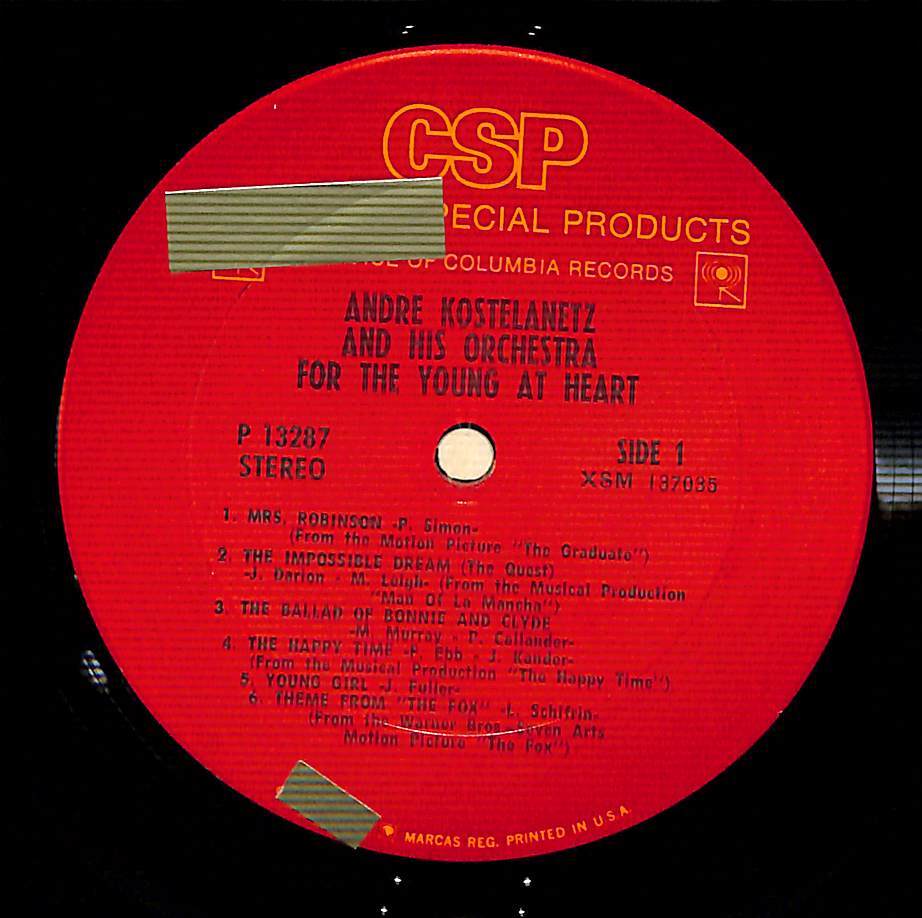 CSP
PECIAL PRODUCTS
OF COLUMBIA RECORDS
ANDRE KOSTELANETZ
AND HIS ORCHESTRA
FOR THE YOUNG AT HEART
P 13287
STEREO
SIDE 1
XSM 137035
1. MRS. ROBINSON -P. Simon-
(From the Motion Picture "The Graduate")
2. THE IMPOSSIBLE DREAM (The Quest)
-J. Darion - M. Leigh- (From the Musical Production
"Man Of La Mancha")
3. THE BALLAD OF BONNIE AND CLYDE
-M. Murray - P. Callander-
4. THE HAPPY TIME -F. Ebb - J. Kander-
(From the Musical Production "The Happy Time")
5. YOUNG GIRL -J. Fuller-
6. THEME FROM "THE FOX" -L. Schifrin-
(From the Warner Bros.-Seven Arts
Motion Picture "The Fox")
MARCAS REG. PRINTED IN U.S.A.